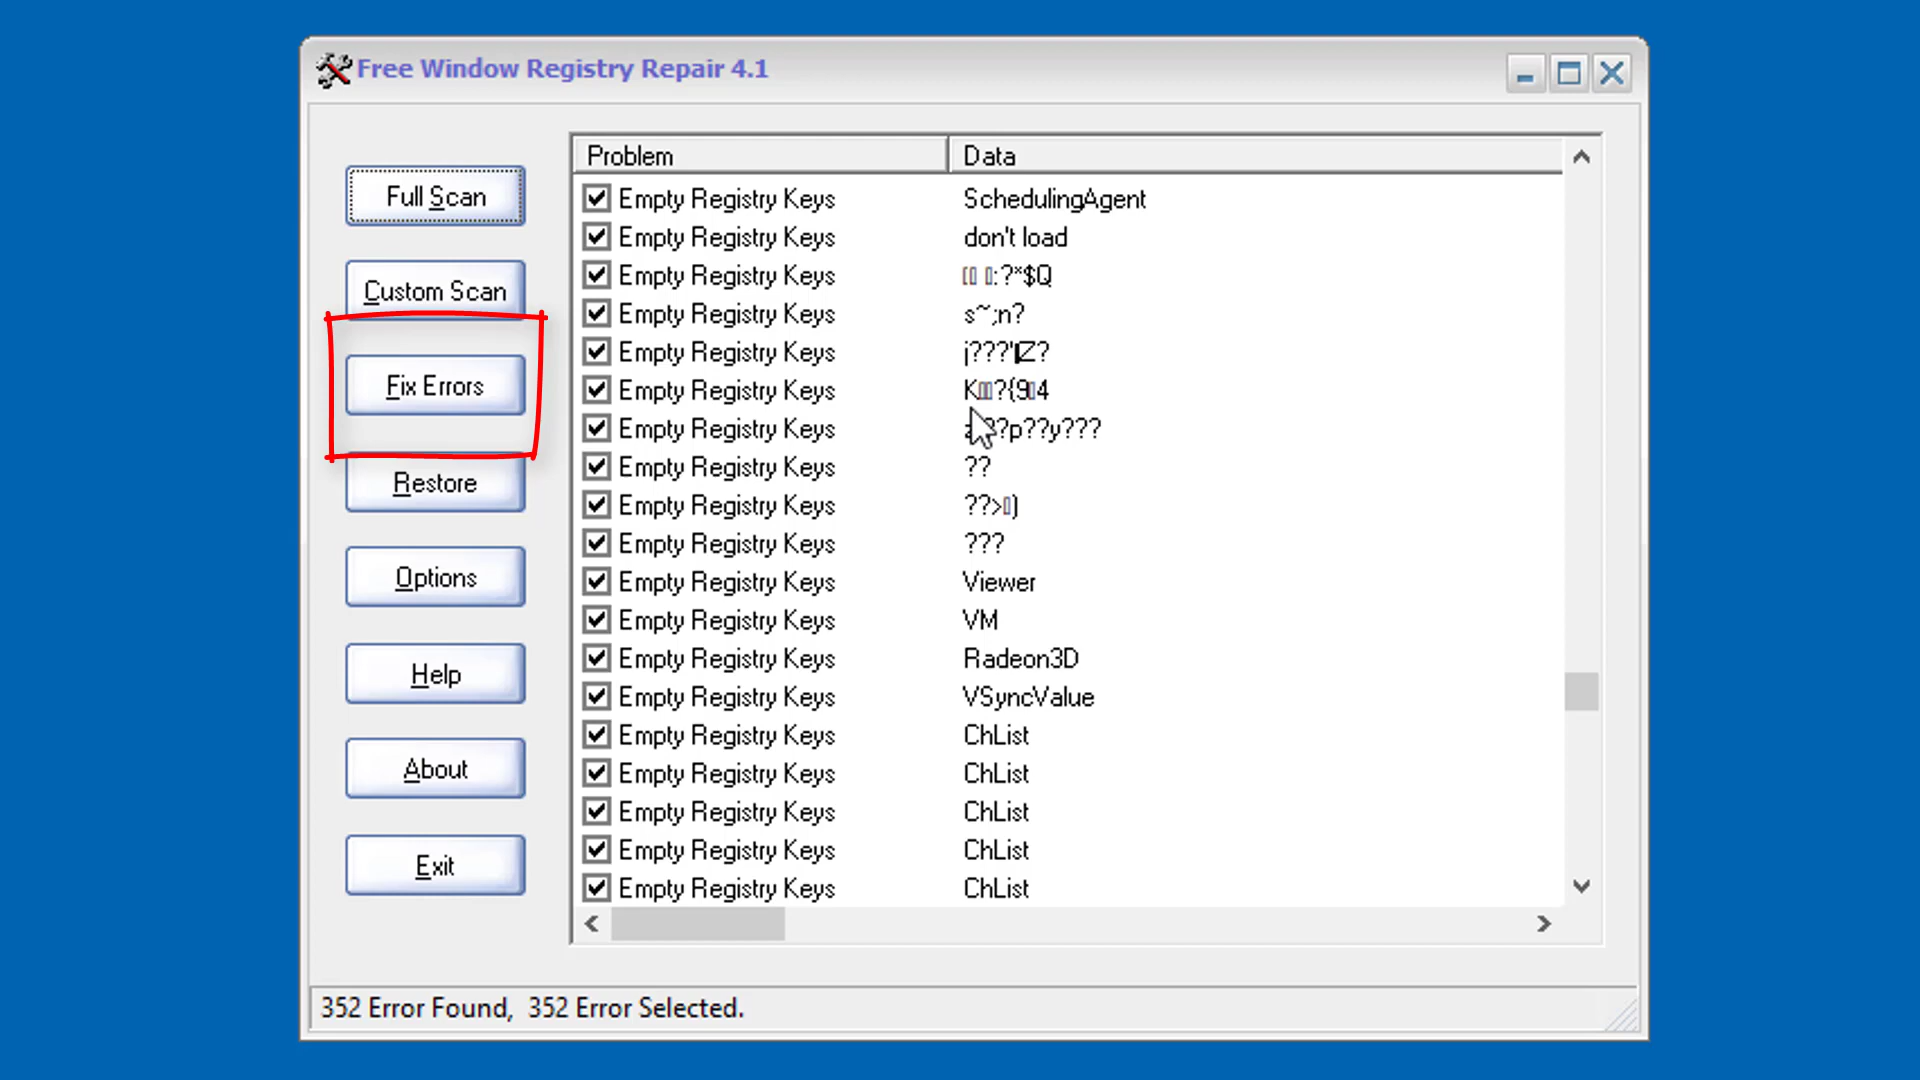 Free Window Registry Repair 4.1
Full Scan
Custom Scan
Fix Errors
Restore
Options
Help
About
Exit
Problem Data
Empty Registry Keys SchedulingAgent
Empty Registry Keys don't load
Empty Registry Keys :?*$Q
Empty Registry Keys s~;n?
Empty Registry Keys
Empty Registry Keys
Empty Registry Keys
Empty Registry Keys ??
Empty Registry Keys
Empty Registry Keys ???
Empty Registry Keys Viewer
Empty Registry Keys VM
Empty Registry Keys Radeon3D
Empty Registry Keys VSyncValue
Empty Registry Keys ChList
Empty Registry Keys ChList
Empty Registry Keys ChList
Empty Registry Keys ChList
Empty Registry Keys ChList
352 Error Found, 352 Error Selected.